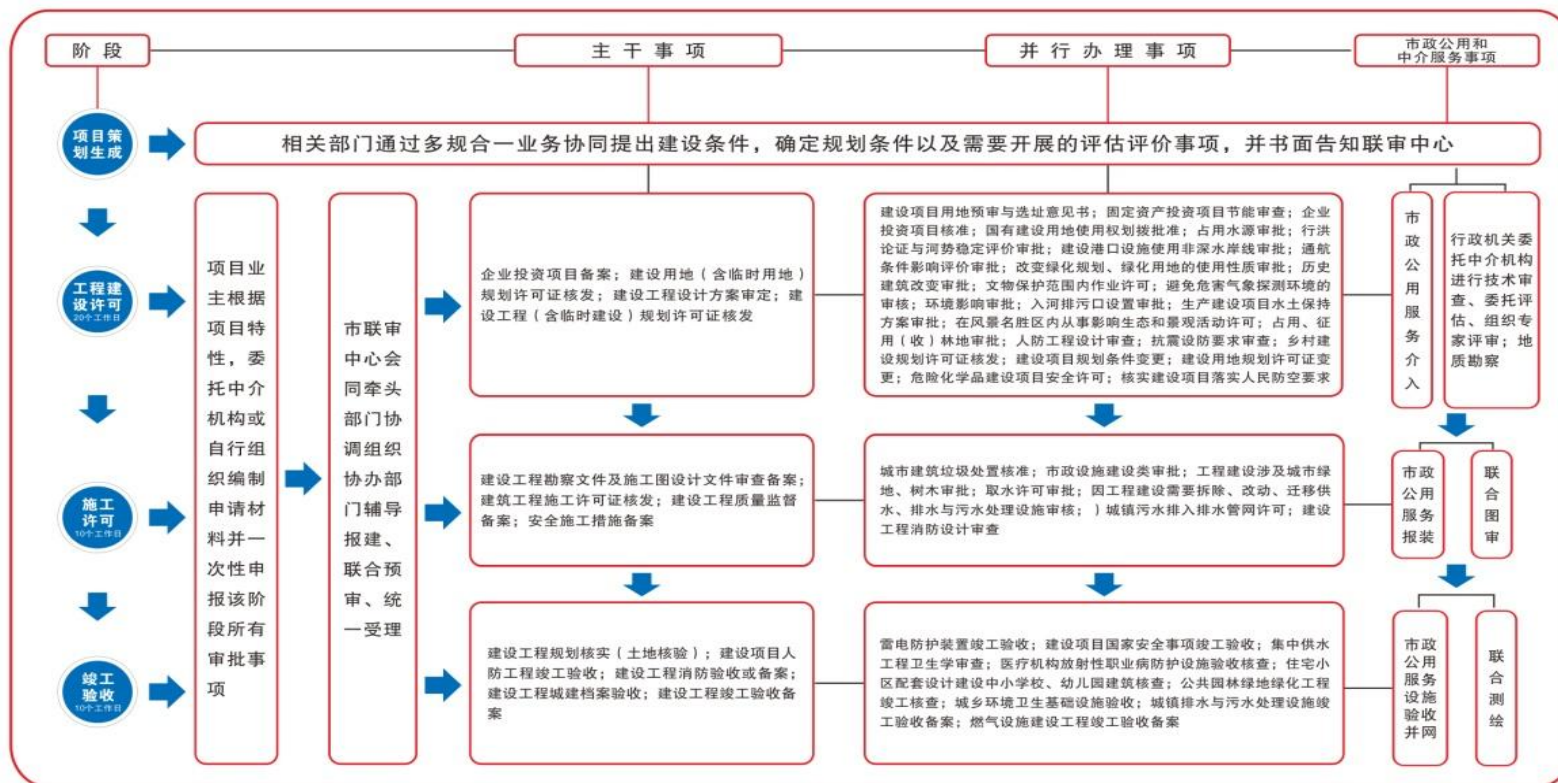 阶段
主干事项
并行办理事项
市政公用和
中介服务事项
项目策
划生成
相关部门通过多规合一业务协同提出建设条件，确定规划条件以及需要开展的评估评价事项，并书面告知联审中心
工程建
设许可
20个工作日
施工
许可
10个工作日
竣工
验收
10个工作日
项目业
主根据
项目特
性，委
托中介
机构或
自行组
织编制
申请材
料并一
次性申
报该阶
段所有
审批事
项
市联审
中心会
同牵头
部门协
调组织
协办部
门辅导
报建、
联合预
审、统
一受理
企业投资项目备案；建设用地（含临时用地）
规划许可证核发；建设工程设计方案审定；建
设工程（含临时建设）规划许可证核发
建设项目用地预审与选址意见书；固定资产投资项目节能审查；企业
投资项目核准；国有建设用地使用权划拨批准；占用水源审批；行洪
论证与河势稳定评价审批；建设港口设施使用非深水岸线审批；通航
条件影响评价审批；改变绿化规划、绿化用地的使用性质审批；历史
建筑改变审批；文物保护范围内作业许可；避免危害气象探测环境的
审核；环境影响审批；入河排污口设置审批；生产建设项目水土保持
方案审批；在风景名胜区内从事影响生态和景观活动许可；占用、征
用（收）林地审批；人防工程设计审查；抗震设防要求审查；乡村建
设规划许可证核发；建设项目规划条件变更；建设用地规划许可证变
更；危险化学品建设项目安全许可；核实建设项目落实人民防空要求
市政公用服务介入
行政机关委
托中介机构
进行技术审
查、委托评
估、组织专
家评审；地
质勘察
建设工程勘察文件及施工图设计文件审查备案；
建筑工程施工许可证核发；建设工程质量监督
备案；安全施工措施备案
城市建筑垃圾处置核准；市政设施建设类审批；工程建设涉及城市绿
地、树木审批；取水许可审批；因工程建设需要拆除、改动、迁移供
水、排水与污水处理设施审核；）城镇污水排入排水管网许可；建设
工程消防设计审查
市政
公用
服务
报装
联合图审
建设工程规划核实（土地核验）；建设项目人
防工程竣工验收；建设工程消防验收或备案；
建设工程城建档案验收；建设工程竣工验收备
案
雷电防护装置竣工验收；建设项目国家安全事项竣工验收；集中供水
工程卫生学审查；医疗机构放射性职业病防护设施验收核查；住宅小
区配套设计建设中小学校、幼儿园建筑核查；公共园林绿地绿化工程
竣工核查；城乡环境卫生基础设施验收；城镇排水与污水处理设施竣
工验收备案；燃气设施建设工程竣工验收备案
市政
公用
服务
设施
验收
并网
联合测绘